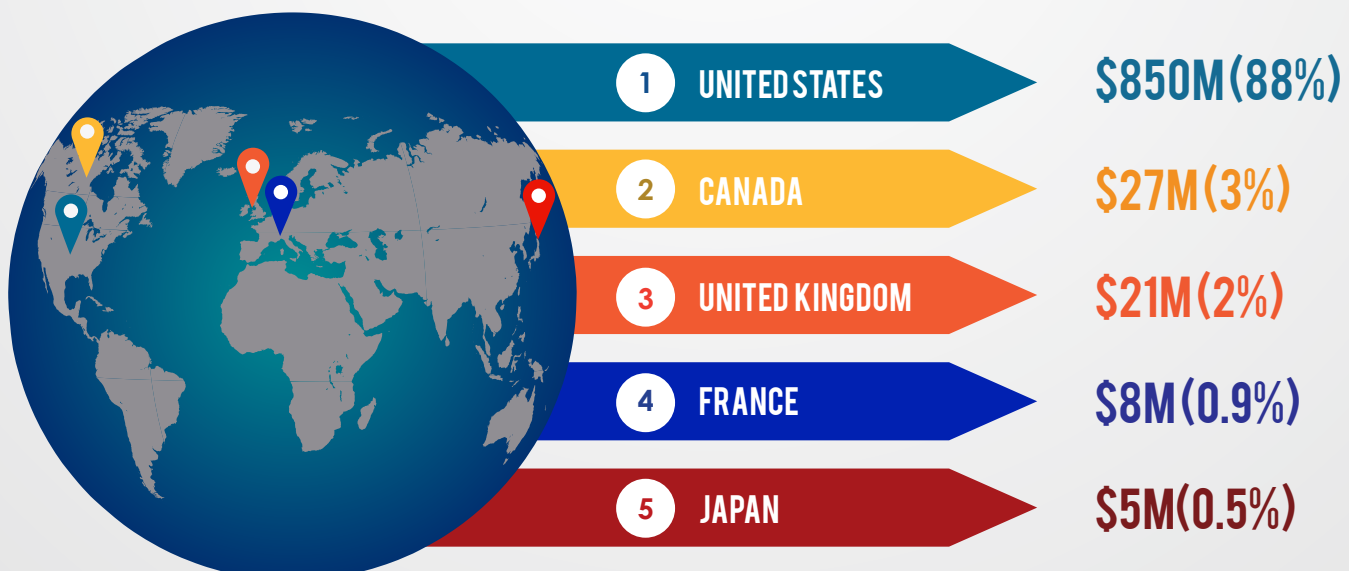 1 UNITED STATES $850M (88%)
2 CANADA $27M (3%)
3 UNITED KINGDOM $21M (2%)
4 FRANCE $8M (0.9%)
5 JAPAN $5M (0.5%)